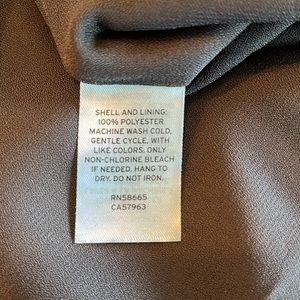 SHELL AND LINING:
100% POLYESTER
MACHINE WASH COLD,
GENTLE CYCLE, WITH
LIKE COLORS. ONLY
NON-CHLORINE BLEACH
IF NEEDED. HANG TO
DRY. DO NOT IRON.
RN58665
CA57963